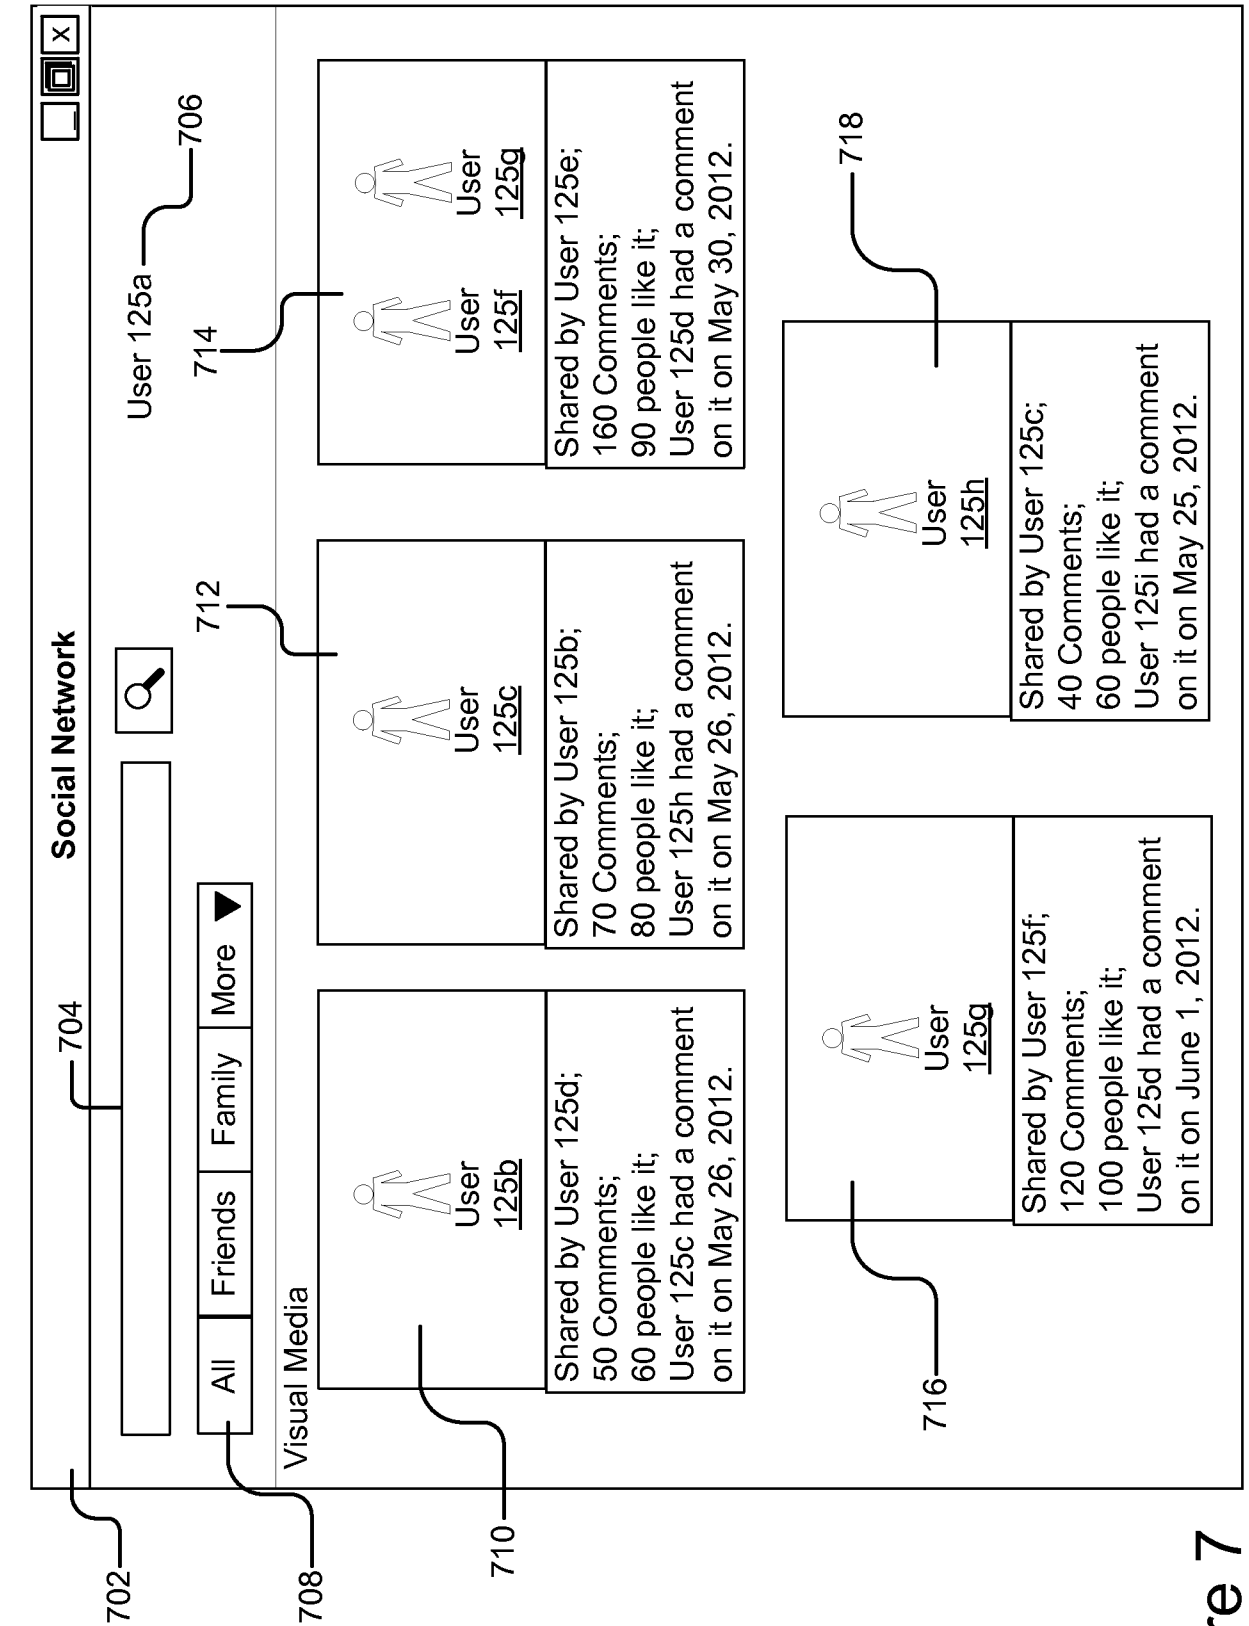 Social Network
X
704
User 125a
706
All
Friends
Family
More
708
702
Visual Media
710
User
125b
Shared by User 125d;
50 Comments;
60 people like it;
User 125c had a comment
on it on May 26, 2012.
712
User
125c
Shared by User 125b;
70 Comments;
80 people like it;
User 125h had a comment
on it on May 26, 2012.
714
User
125f
User
125g
Shared by User 125e;
160 Comments;
90 people like it;
User 125d had a comment
on it on May 30, 2012.
716
User
125g
Shared by User 125f;
120 Comments;
100 people like it;
User 125d had a comment
on it on June 1, 2012.
718
User
125h
Shared by User 125c;
40 Comments;
60 people like it;
User 125i had a comment
on it on May 25, 2012.
re 7